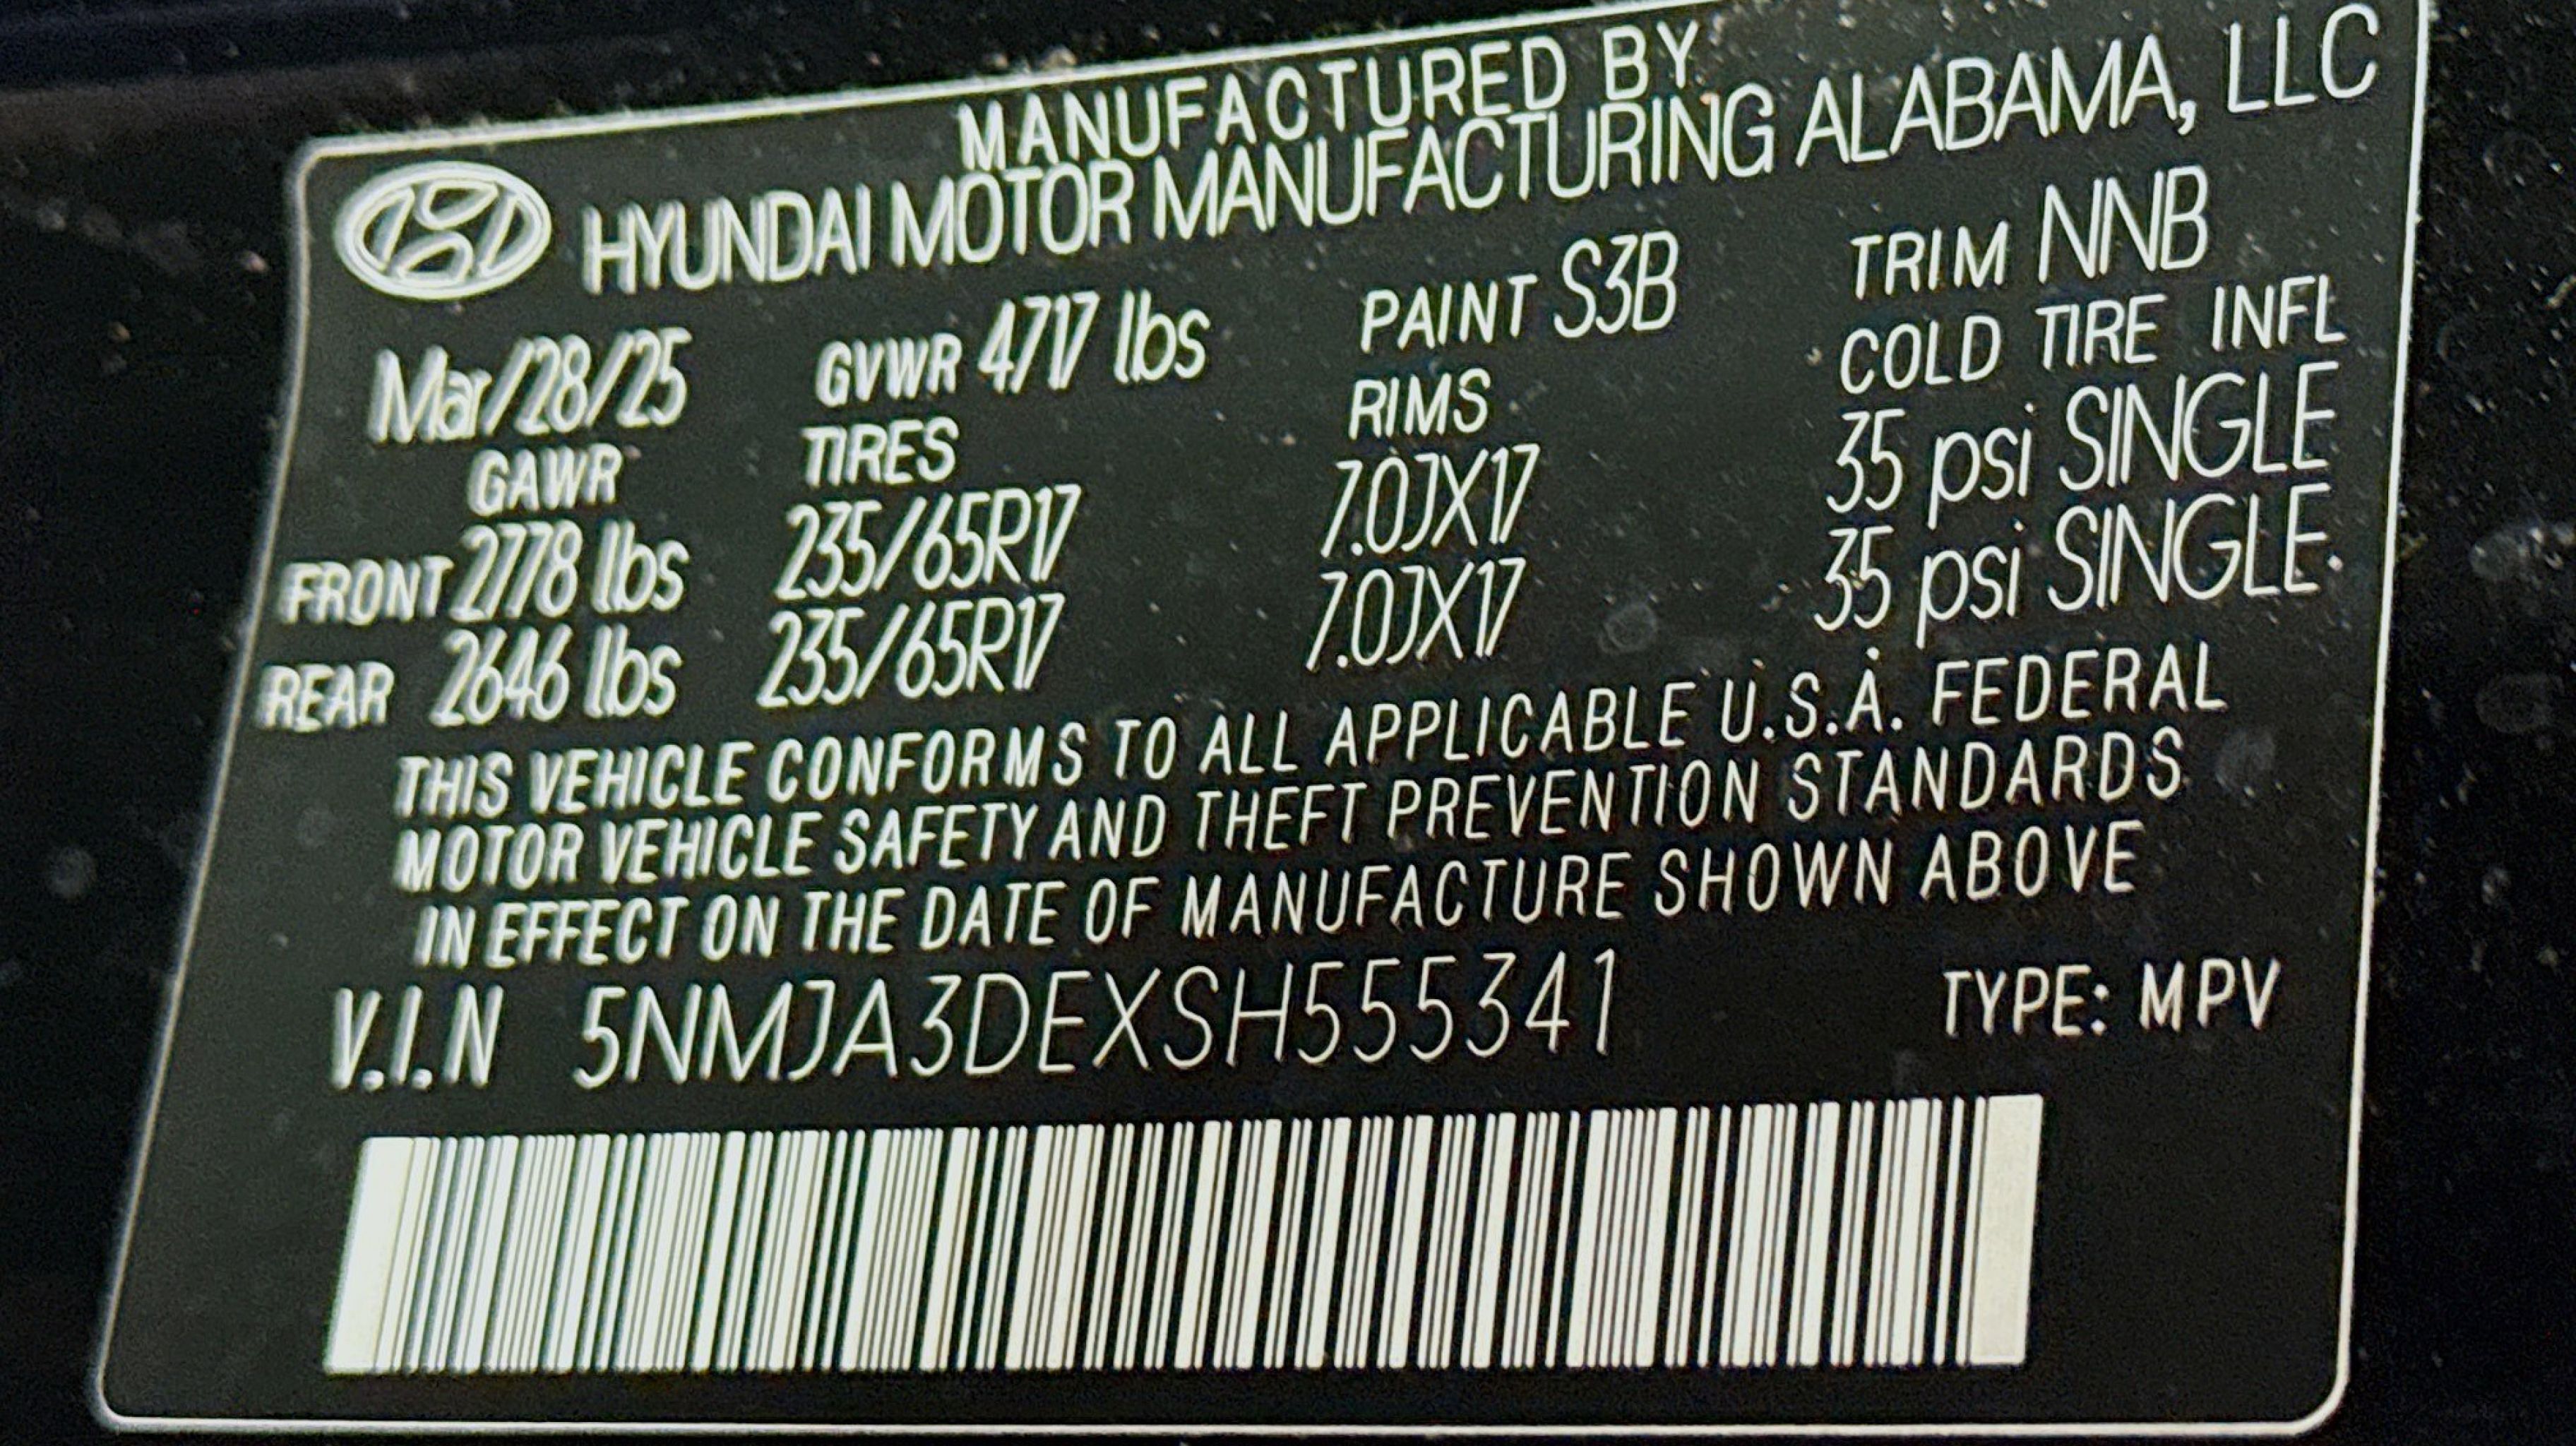 MANUFACTURED BY
HYUNDAI MOTOR MANUFACTURING ALABAMA, LLC
Mar/28/25 GVWR 4717 lbs PAINT S3B TRIM NNB
GAWR TIRES RIMS COLD TIRE INFL
FRONT 2778 lbs 235/65R17 7.0JX17 35 psi SINGLE
REAR 2646 lbs 235/65R17 7.0JX17 35 psi SINGLE
THIS VEHICLE CONFORMS TO ALL APPLICABLE U.S.A. FEDERAL
MOTOR VEHICLE SAFETY AND THEFT PREVENTION STANDARDS
IN EFFECT ON THE DATE OF MANUFACTURE SHOWN ABOVE
V.I.N 5NMJA3DEXSH555341 TYPE: MPV